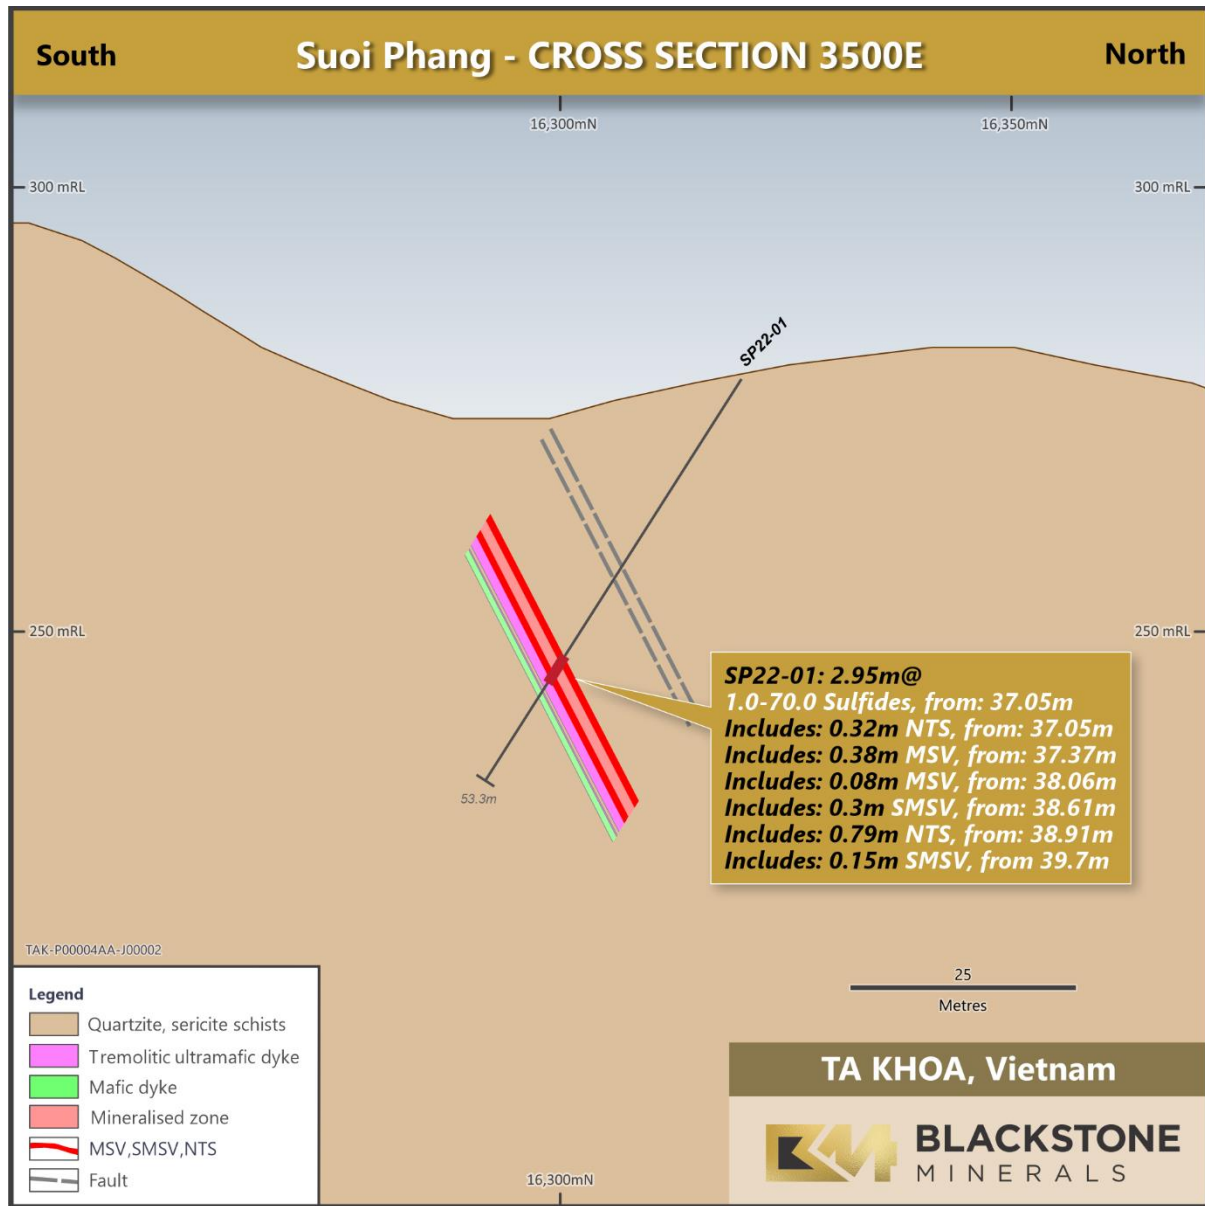 South
Suoi Phang - CROSS SECTION 3500E
North
16,300mN
16,350mN
300 mRL
300 mRL
SP22-01
250 mRL
250 mRL
SP22-01: 2.95m@
1.0-70.0 Sulfides, from: 37.05m
Includes: 0.32m NTS, from: 37.05m
Includes: 0.38m MSV, from: 37.37m
Includes: 0.08m MSV, from: 38.06m
Includes: 0.3m SMSV, from: 38.61m
Includes: 0.79m NTS, from: 38.91m
Includes: 0.15m SMSV, from 39.7m
53.3m
TAK-P00004AA-J00002
25
Metres
Legend
Quartzite, sericite schists
Tremolitic ultramafic dyke
Mafic dyke
Mineralised zone
MSV,SMSV,NTS
Fault
16,300mN
TA KHOA, Vietnam
BLACKSTONE
MINERALS